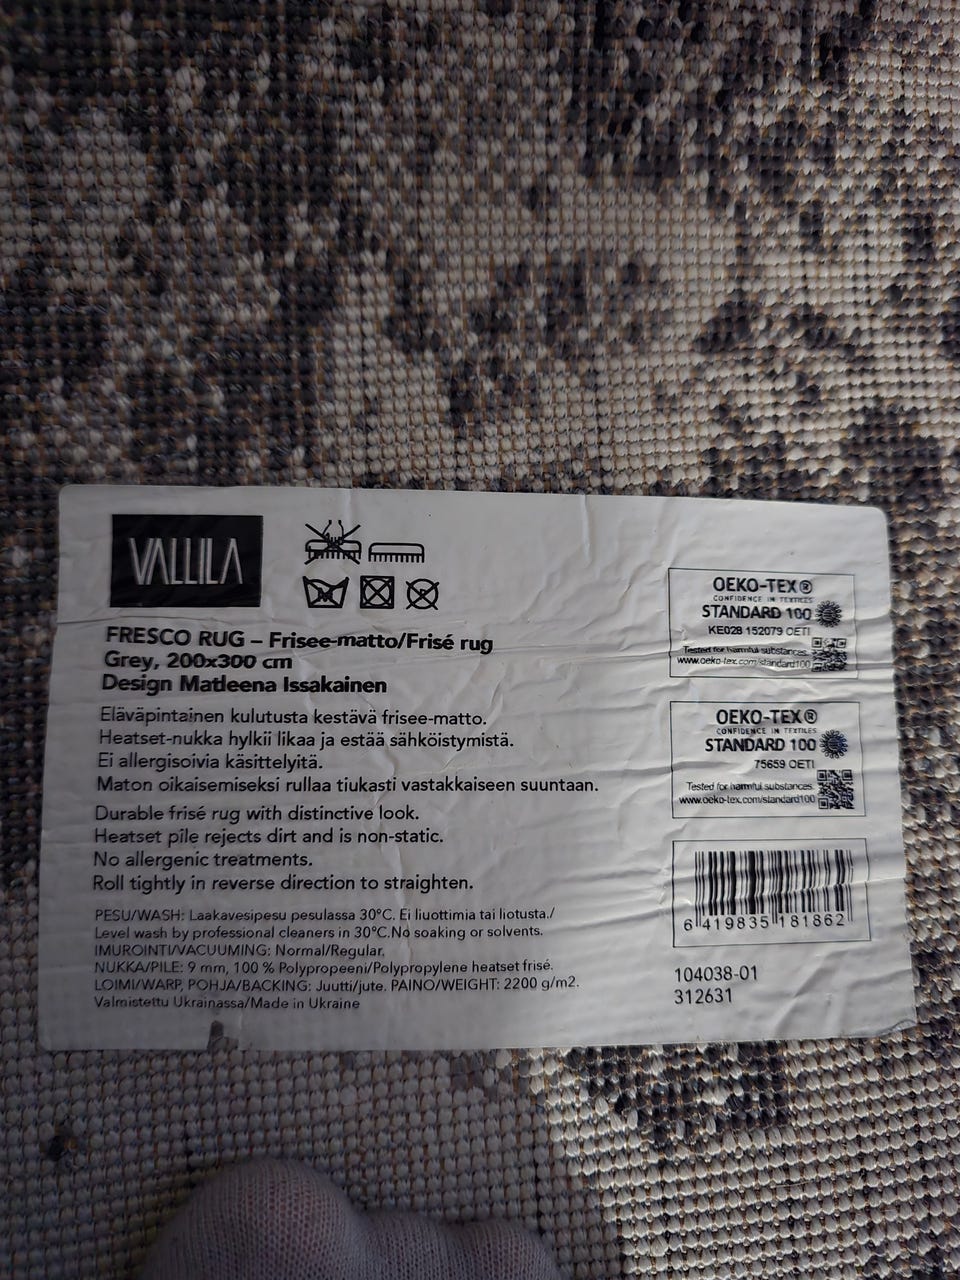 VALLILA
FRESCO RUG – Frisee-matto/Frisé rug
Grey, 200x300 cm
Design Matleena Issakainen
Eläväpintainen kulutusta kestävä frisee-matto.
Heatset-nukka hylkii likaa ja estää sähköistymistä.
Ei allergisoivia käsittelyitä.
Maton oikaisemiseksi rullaa tiukasti vastakkaiseen suuntaan.
Durable frisé rug with distinctive look.
Heatset pile rejects dirt and is non-static.
No allergenic treatments.
Roll tightly in reverse direction to straighten.
PESU/WASH: Laakavesipesu pesulassa 30°C. Ei liuottimia tai liotusta./
Level wash by professional cleaners in 30°C.No soaking or solvents.
IMUROINTI/VACUUMING: Normal/Regular.
NUKKA/PILE: 9 mm, 100 % Polypropeeni/Polypropylene heatset frisé.
LOIMI/WARP, POHJA/BACKING: Juutti/jute. PAINO/WEIGHT: 2200 g/m2.
Valmistettu Ukrainassa/Made in Ukraine
OEKO-TEX®
CONFIDENCE IN TEXTILES
STANDARD 100
KE028 152079 OETI
Tested for harmful substances.
www.oeko-tex.com/standard100
OEKO-TEX®
CONFIDENCE IN TEXTILES
STANDARD 100
75659 OETI
Tested for harmful substances.
www.oeko-tex.com/standard100
6 419835 181862
104038-01
312631